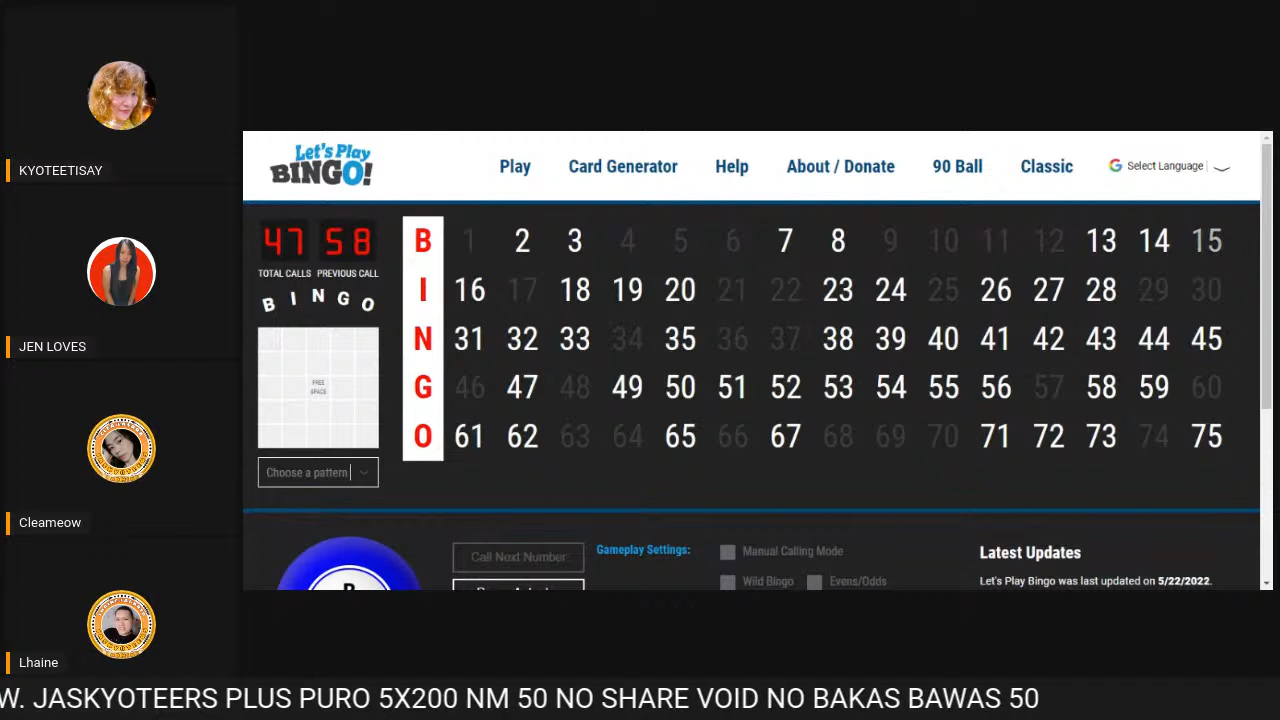 KYOTEETISAY
JEN LOVES
Cleameow
Lhaine
Let's Play
BINGO!
Play Card Generator Help About / Donate 90 Ball Classic Select Language
47 58
TOTAL CALLS PREVIOUS CALL
B I N G O
FREE
SPACE
Choose a pattern
B 1 2 3 4 5 6 7 8 9 10 11 12 13 14 15
I 16 17 18 19 20 21 22 23 24 25 26 27 28 29 30
N 31 32 33 34 35 36 37 38 39 40 41 42 43 44 45
G 46 47 48 49 50 51 52 53 54 55 56 57 58 59 60
O 61 62 63 64 65 66 67 68 69 70 71 72 73 74 75
Call Next Number
Gameplay Settings:
Manual Calling Mode
Wild Bingo Evens/Odds
Latest Updates
Let's Play Bingo was last updated on 5/22/2022.
W. JASKYOTEERS PLUS PURO 5X200 NM 50 NO SHARE VOID NO BAKAS BAWAS 50